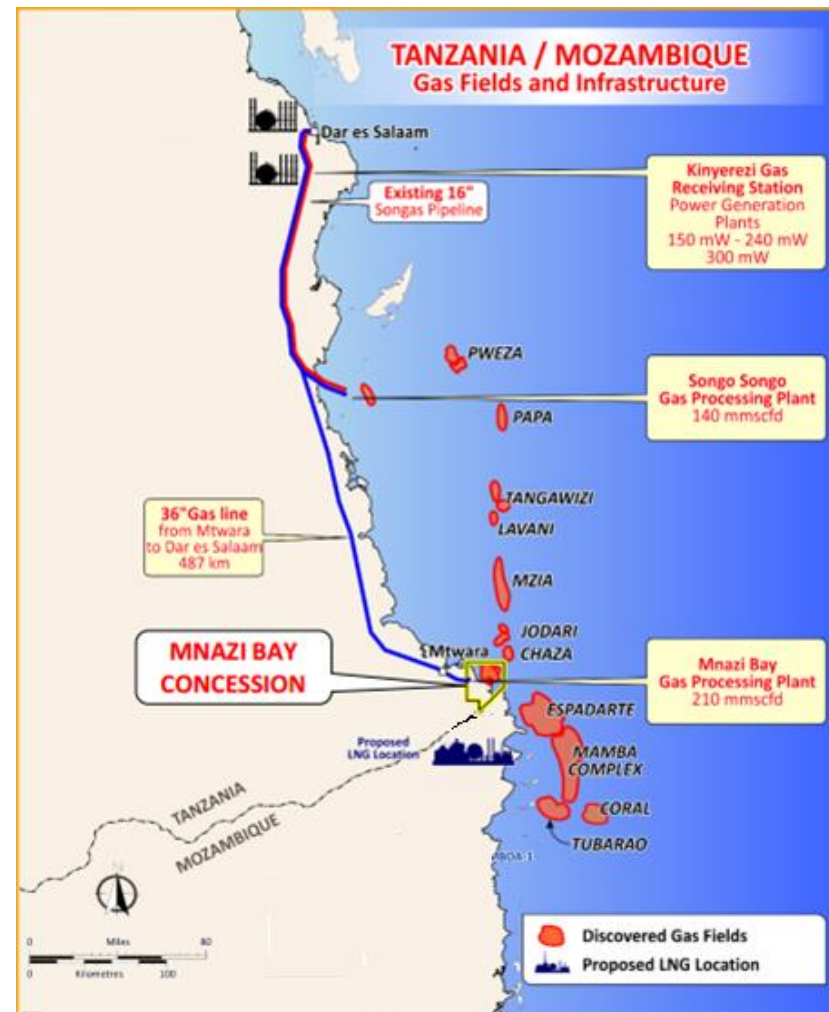 TANZANIA / MOZAMBIQUE
Gas Fields and Infrastructure
Dar es Salaam
Existing 16"
Songas Pipeline
Kinyerezi Gas
Receiving Station
Power Generation
Plants
150 mW - 240 mW
300 mW
PWEZA
Songo Songo
Gas Processing Plant
140 mmscfd
PAPA
TANGAWIZI
LAVANI
36"Gas line
from Mtwara
to Dar es Salaam
487 km
MZIA
JODARI
CHAZA
Mtwara
MNAZI BAY
CONCESSION
Mnazi Bay
Gas Processing Plant
210 mmscfd
ESPADARTE
Proposed
LNG Location
MAMBA
COMPLEX
CORAL
TUBARAO
TANZANIA
MOZAMBIQUE
N
0 Miles 80
0 Kilometres 100
Discovered Gas Fields
Proposed LNG Location